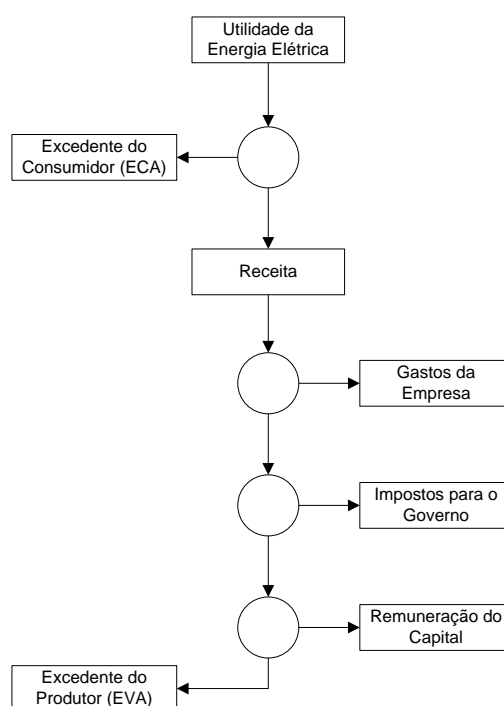 Utilidade da
Energia Elétrica
Excedente do
Consumidor (ECA)
Receita
Gastos da
Empresa
Impostos para o
Governo
Remuneração do
Capital
Excedente do
Produtor (EVA)